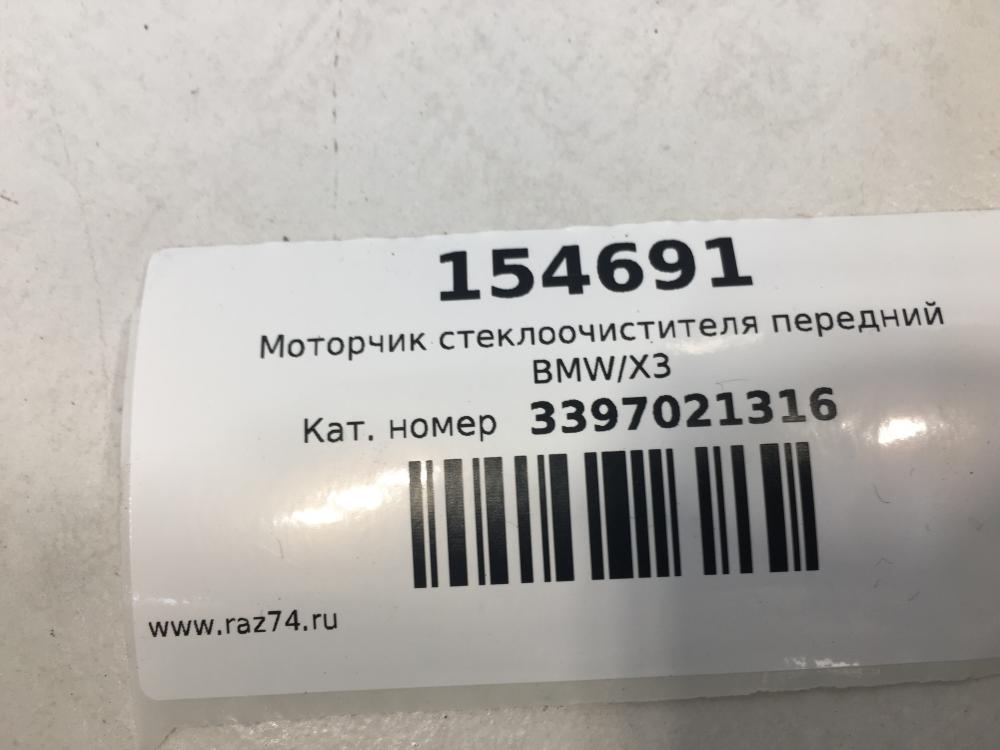 154691
Моторчик стеклоочистителя передний
BMW/X3
Кат. номер 3397021316
www.raz74.ru